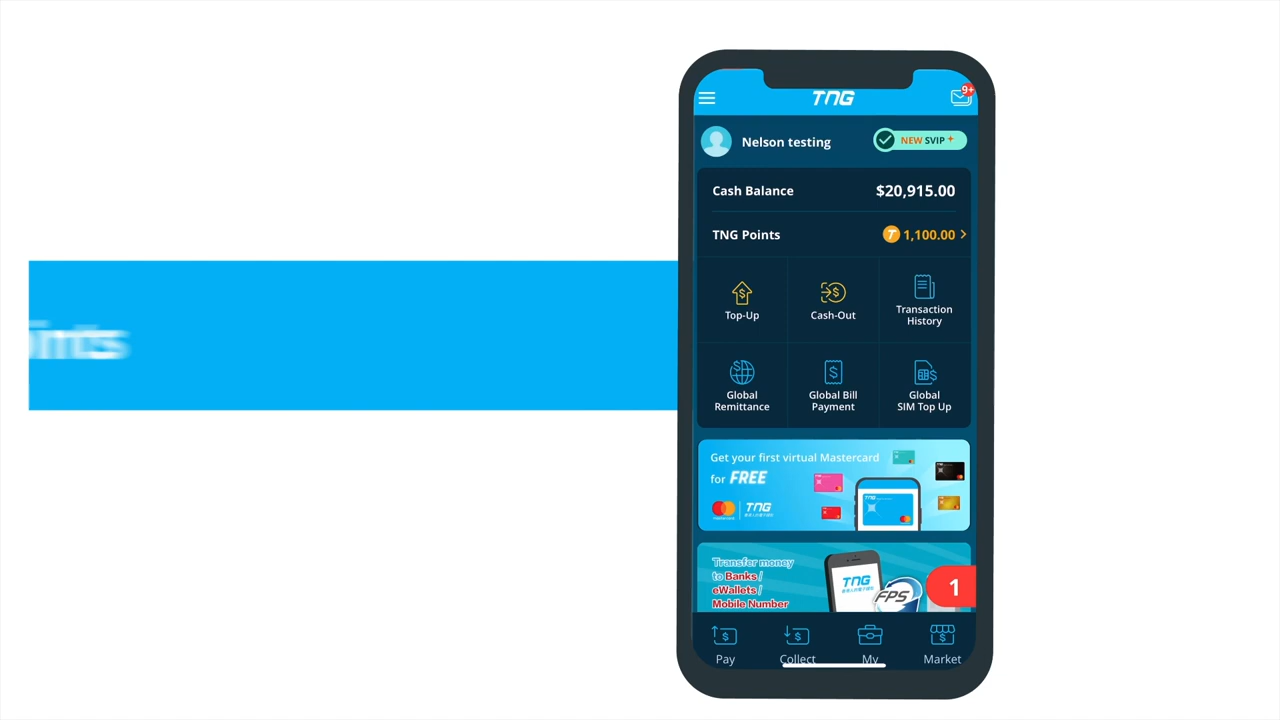 TNG
9+
Nelson testing
NEW SVIP
Cash Balance
$20,915.00
TNG Points
T 1,100.00
Top-Up
Cash-Out
Transaction
History
Global
Remittance
Global Bill
Payment
Global
SIM Top Up
Get your first virtual Mastercard
for FREE
TNG
Transfer money
to Banks /
eWallets /
Mobile Number
TNG
FPS
1
Pay
Collect
My
Market